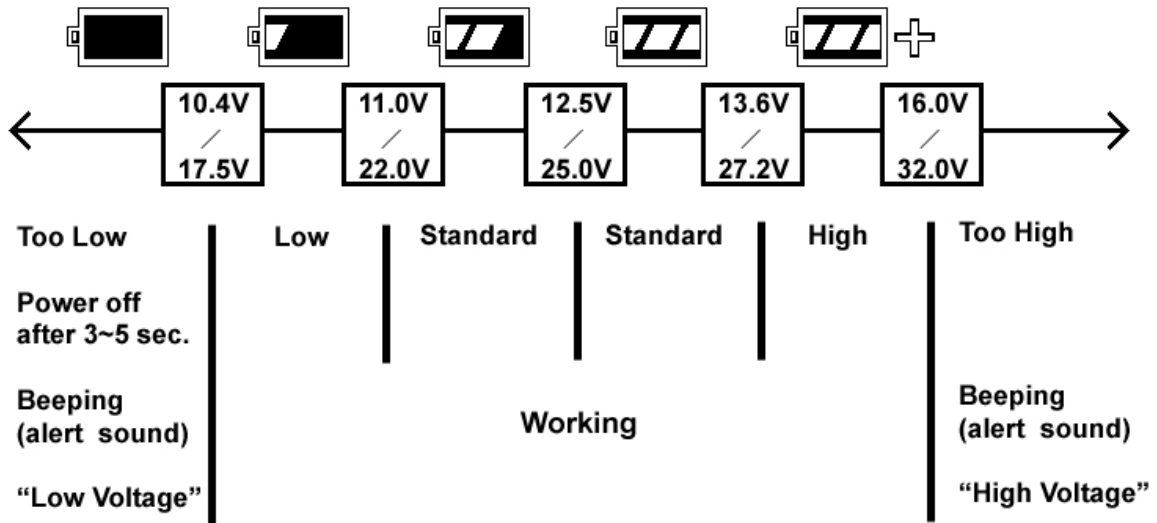 10.4V
/
17.5V
11.0V
/
22.0V
12.5V
/
25.0V
13.6V
/
27.2V
16.0V
/
32.0V
Too Low
Low
Standard
Standard
High
Too High
Power off
after 3~5 sec.
Beeping
(alert sound)
“Low Voltage”
Working
Beeping
(alert sound)
“High Voltage”